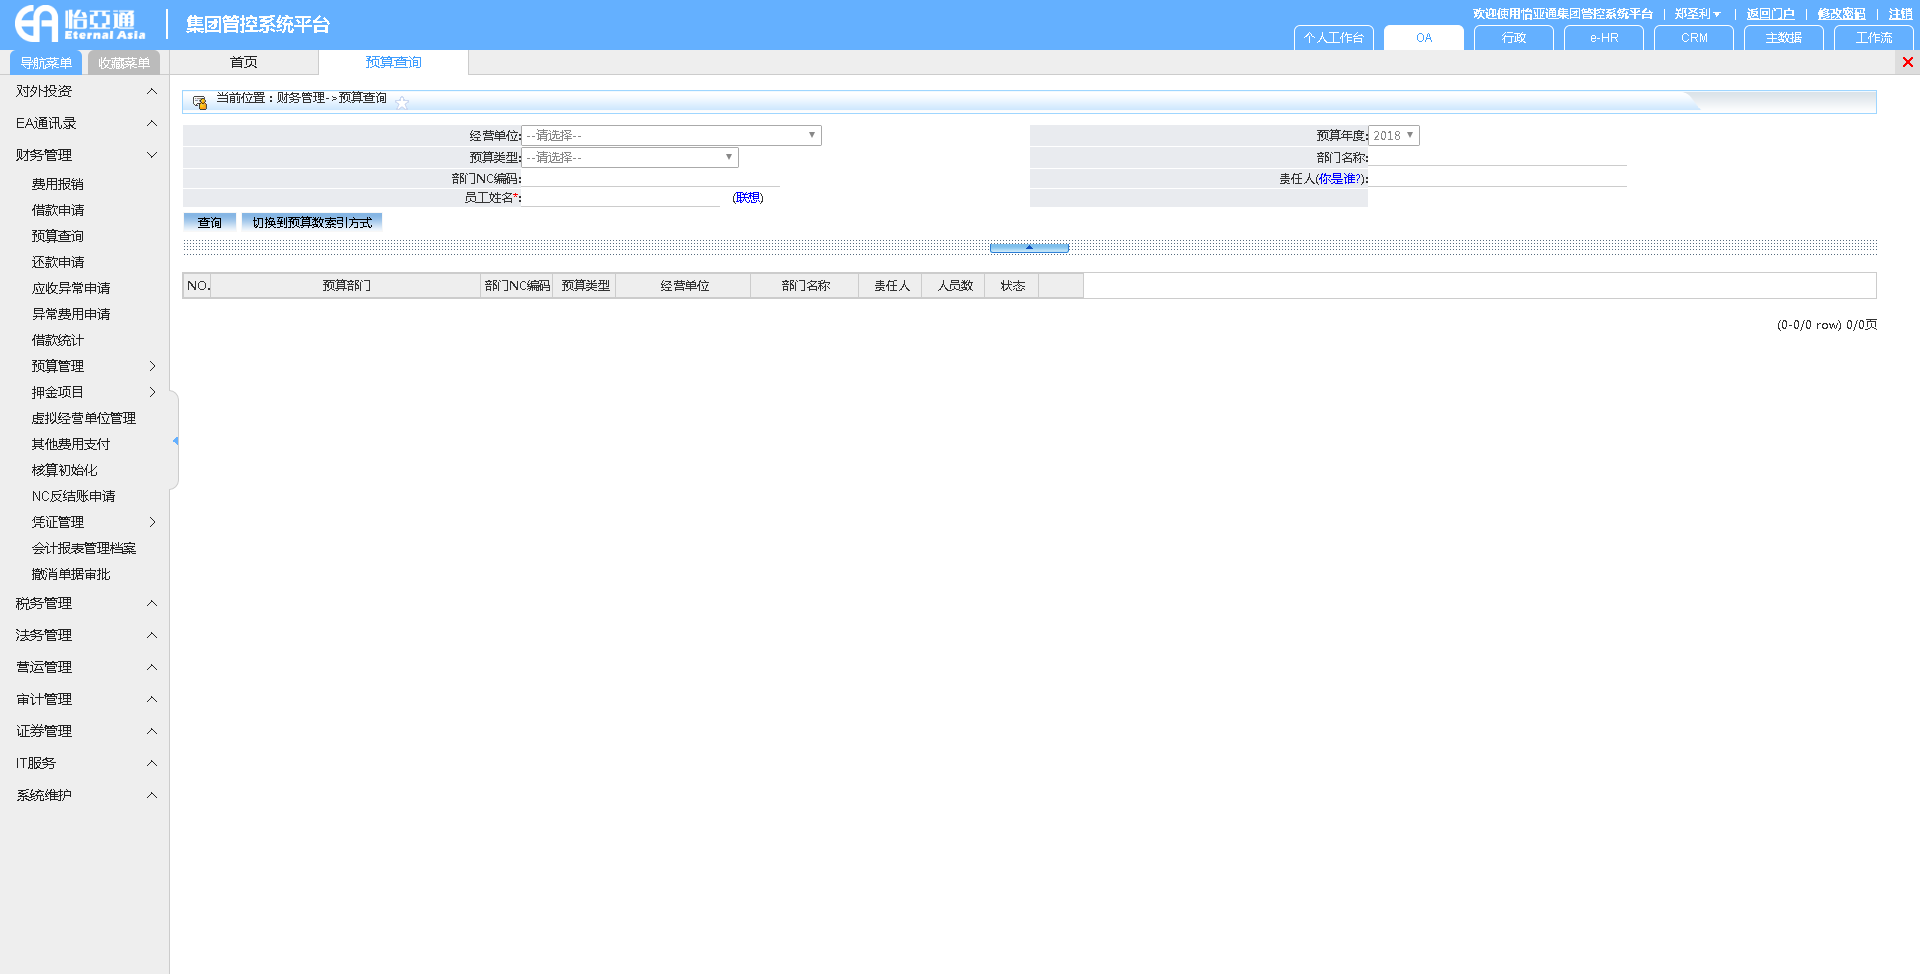 怡亞通
Eternal Asia
集团管控系统平台
欢迎使用怡亚通集团管控系统平台 | 郑圣利 | 返回门户 | 修改密码 | 注销
个人工作台 OA 行政 e-HR CRM 主数据 工作流
导航菜单 收藏菜单 首页 预算查询
对外投资
EA通讯录
财务管理
费用报销
借款申请
预算查询
还款申请
应收异常申请
异常费用申请
借款统计
预算管理
押金项目
虚拟经营单位管理
其他费用支付
核算初始化
NC反结账申请
凭证管理
会计报表管理档案
撤消单据审批
税务管理
法务管理
营运管理
审计管理
证券管理
IT服务
系统维护
当前位置：财务管理->预算查询
经营单位: --请选择-- 预算年度: 2018
预算类型: --请选择-- 部门名称:
部门NC编码: 责任人(你是谁?):
员工姓名*: (联想)
查询 切换到预算数索引方式
NO. 预算部门 部门NC编码 预算类型 经营单位 部门名称 责任人 人员数 状态
(0-0/0 row) 0/0页